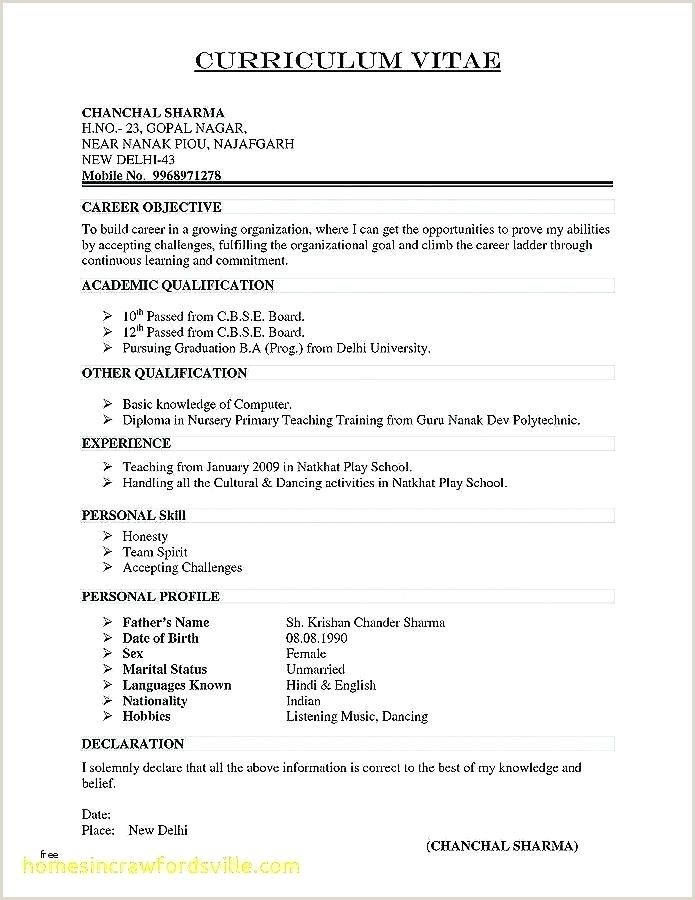 CURRICULUM VITAE
CHANCHAL SHARMA
H.NO.- 23, GOPAL NAGAR,
NEAR NANAK PIOU, NAJAFGARH
NEW DELHI-43
Mobile No. 9968971278
CAREER OBJECTIVE
To build career in a growing organization, where I can get the opportunities to prove my abilities
by accepting challenges, fulfilling the organizational goal and climb the career ladder through
continuous learning and commitment.
ACADEMIC QUALIFICATION
➢ 10th Passed from C.B.S.E. Board.
➢ 12th Passed from C.B.S.E. Board.
➢ Pursuing Graduation B.A (Prog.) from Delhi University.
OTHER QUALIFICATION
➢ Basic knowledge of Computer.
➢ Diploma in Nursery Primary Teaching Training from Guru Nanak Dev Polytechnic.
EXPERIENCE
➢ Teaching from January 2009 in Natkhat Play School.
➢ Handling all the Cultural & Dancing activities in Natkhat Play School.
PERSONAL Skill
➢ Honesty
➢ Team Spirit
➢ Accepting Challenges
PERSONAL PROFILE
➢ Father's Name Sh. Krishan Chander Sharma
➢ Date of Birth 08.08.1990
➢ Sex Female
➢ Marital Status Unmarried
➢ Languages Known Hindi & English
➢ Nationality Indian
➢ Hobbies Listening Music, Dancing
DECLARATION
I solemnly declare that all the above information is correct to the best of my knowledge and
belief.
Date:
Place: New Delhi
(CHANCHAL SHARMA)
free
homesincrawfordsville.com